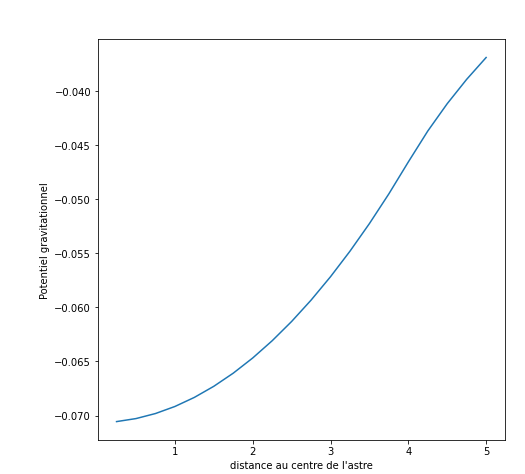 −0.040
−0.045
−0.050
−0.055
−0.060
−0.065
−0.070
Potentiel gravitationnel
1 2 3 4 5
distance au centre de l'astre